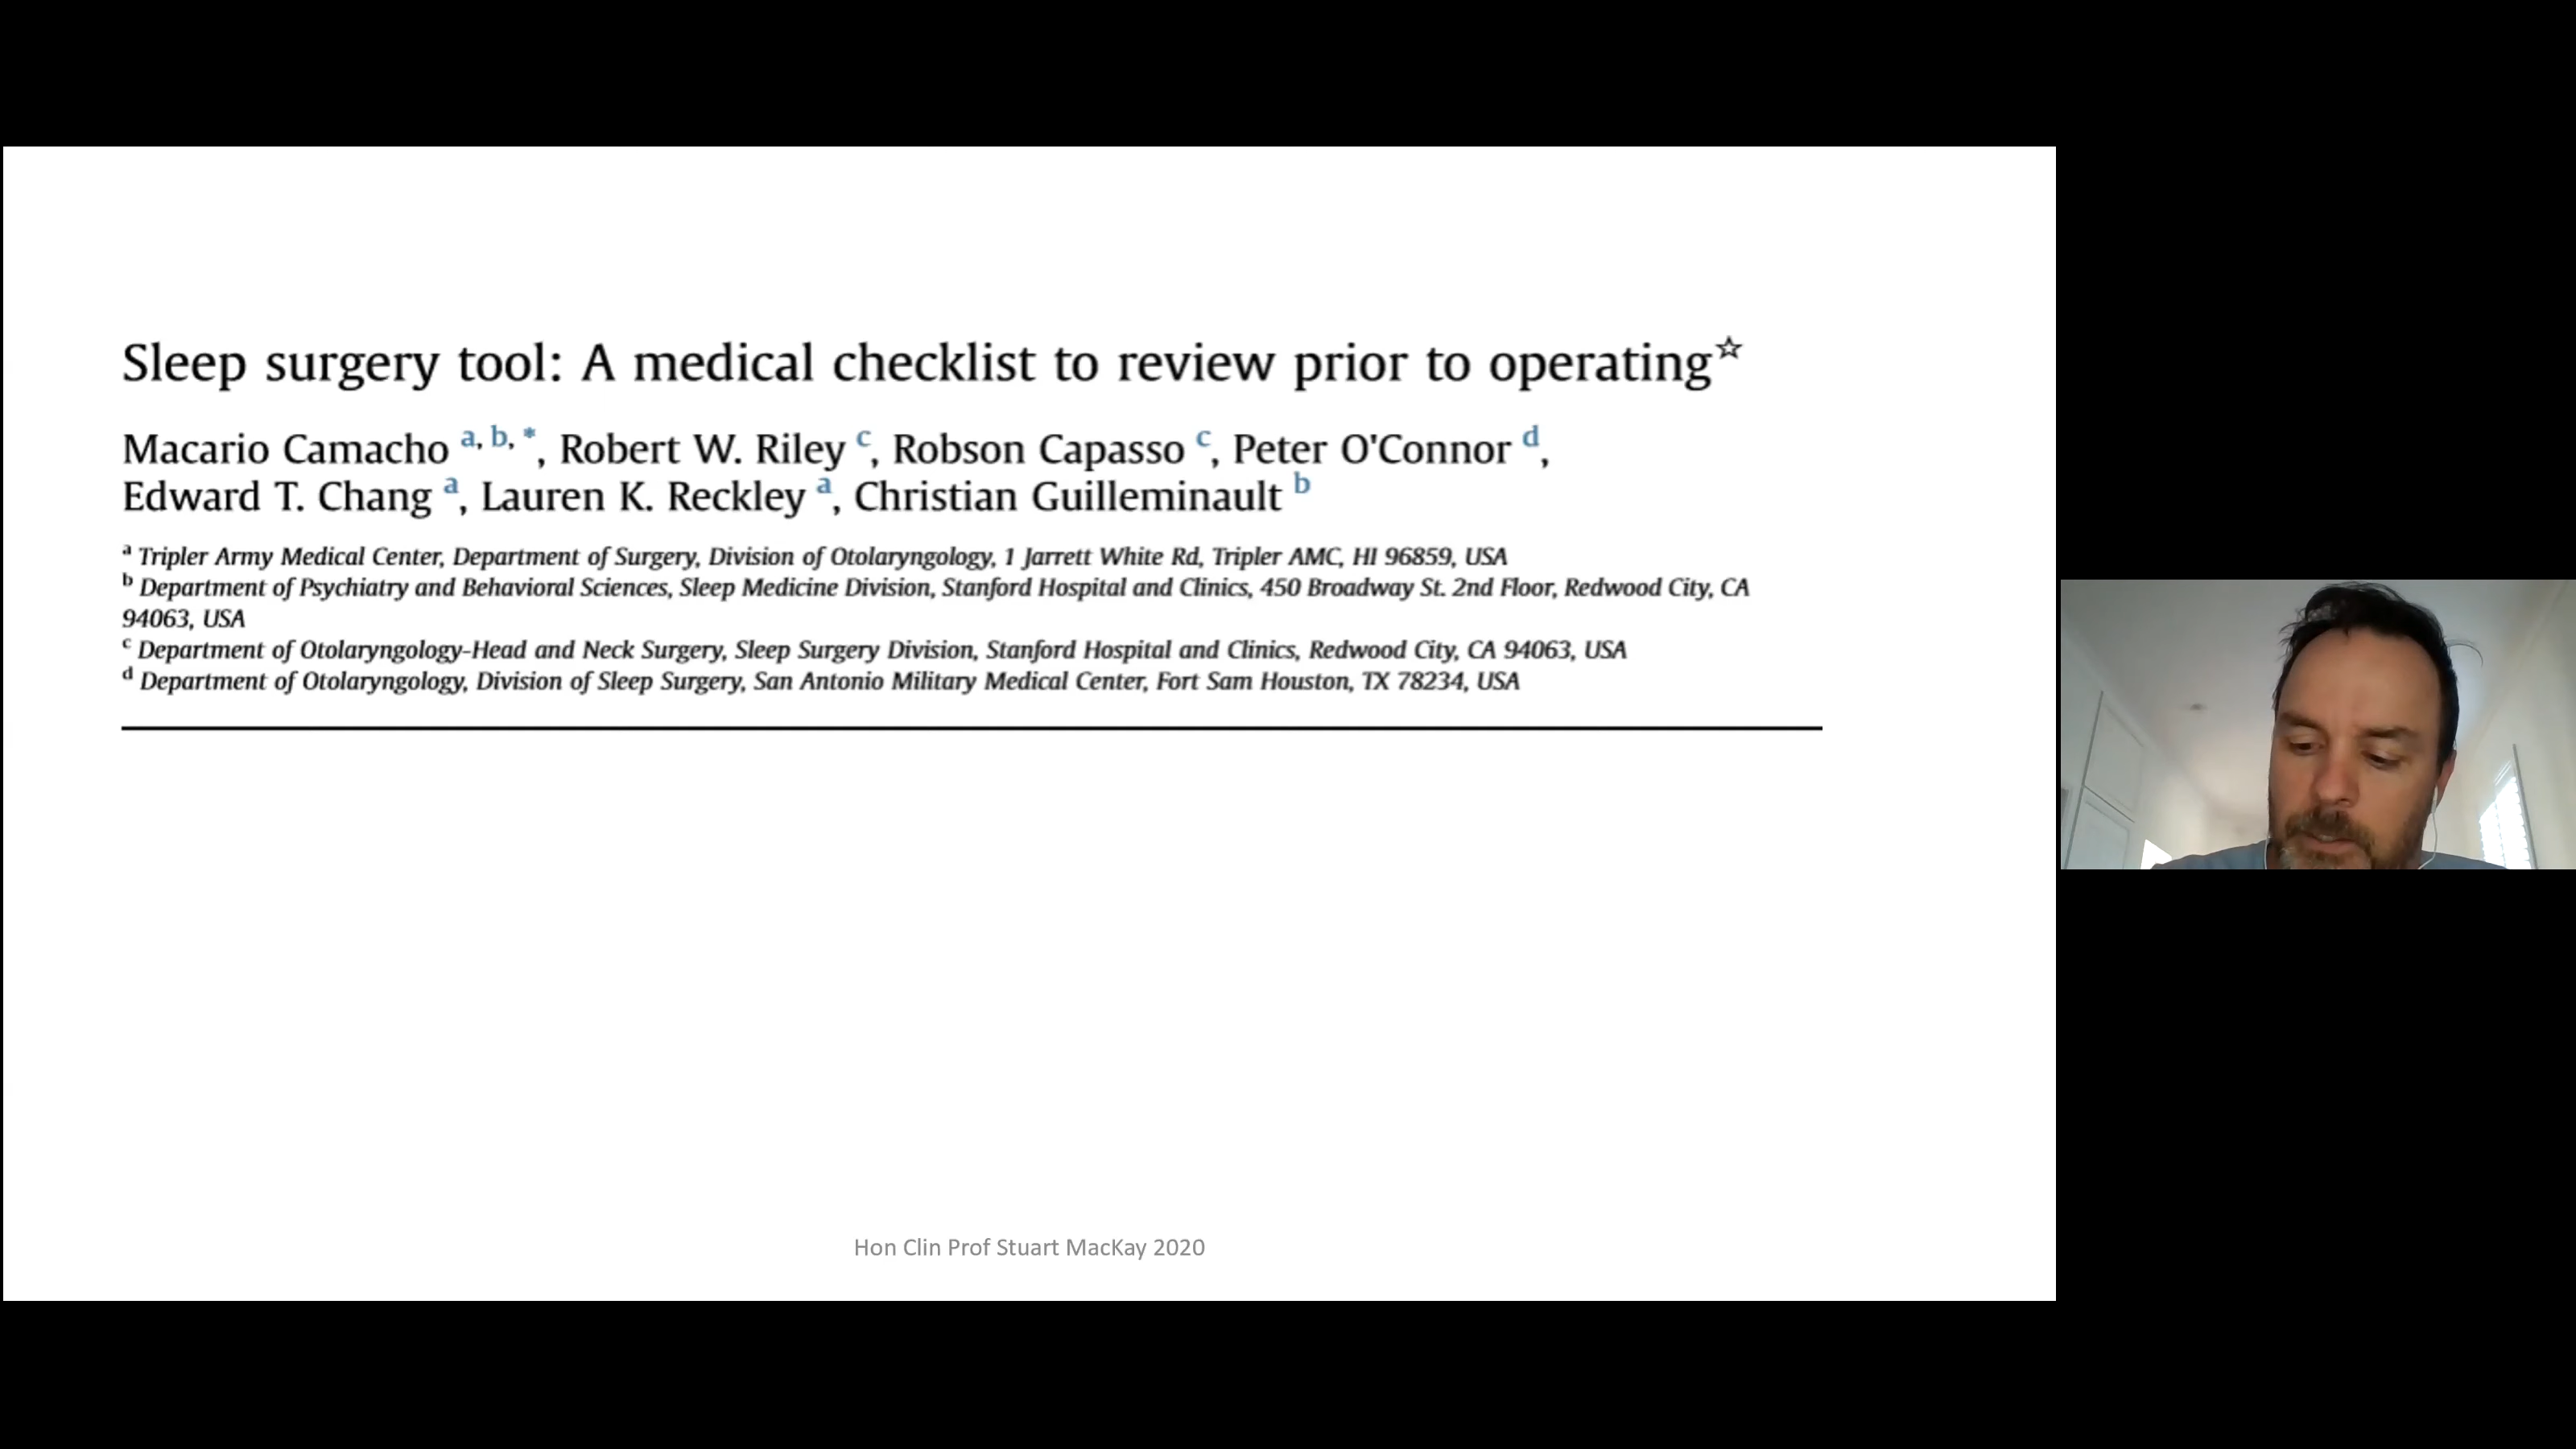 Sleep surgery tool: A medical checklist to review prior to operating☆
Macario Camacho a, b, *, Robert W. Riley c, Robson Capasso c, Peter O'Connor d,
Edward T. Chang a, Lauren K. Reckley a, Christian Guilleminault b
a Tripler Army Medical Center, Department of Surgery, Division of Otolaryngology, 1 Jarrett White Rd, Tripler AMC, HI 96859, USA
b Department of Psychiatry and Behavioral Sciences, Sleep Medicine Division, Stanford Hospital and Clinics, 450 Broadway St. 2nd Floor, Redwood City, CA
94063, USA
c Department of Otolaryngology-Head and Neck Surgery, Sleep Surgery Division, Stanford Hospital and Clinics, Redwood City, CA 94063, USA
d Department of Otolaryngology, Division of Sleep Surgery, San Antonio Military Medical Center, Fort Sam Houston, TX 78234, USA
Hon Clin Prof Stuart MacKay 2020